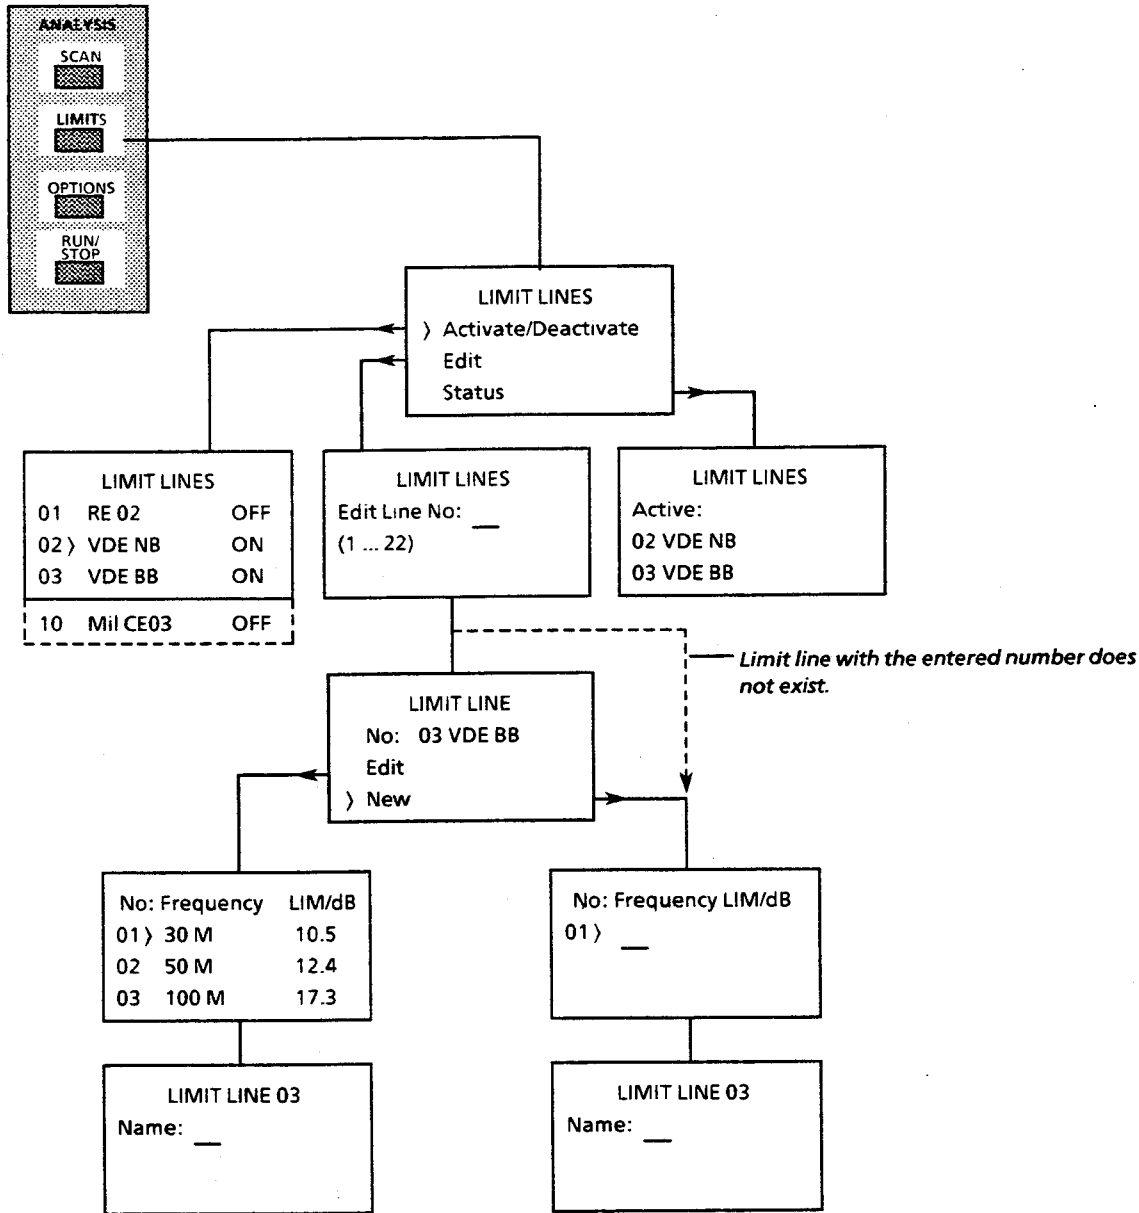 ANALYSIS
SCAN
LIMITS
OPTIONS
RUN/
STOP
LIMIT LINES
⟩ Activate/Deactivate
Edit
Status
LIMIT LINES
01 RE 02 OFF
02 ⟩ VDE NB ON
03 VDE BB ON
10 Mil CE03 OFF
LIMIT LINES
Edit Line No: __
(1 ... 22)
LIMIT LINES
Active:
02 VDE NB
03 VDE BB
Limit line with the entered number does
not exist.
LIMIT LINE
No: 03 VDE BB
Edit
⟩ New
No: Frequency LIM/dB
01 ⟩ 30 M 10.5
02 50 M 12.4
03 100 M 17.3
No: Frequency LIM/dB
01 ⟩ __
LIMIT LINE 03
Name: __
LIMIT LINE 03
Name: __